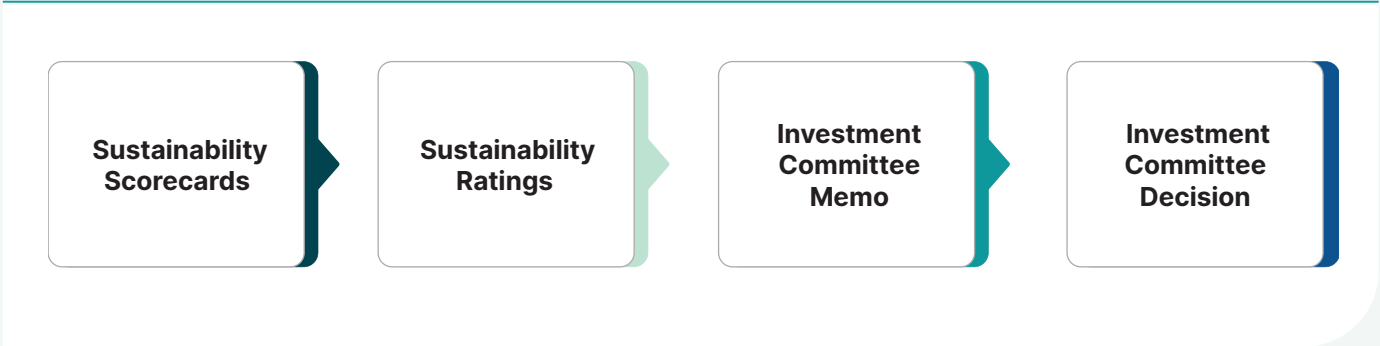 Sustainability
Scorecards
Sustainability
Ratings
Investment
Committee
Memo
Investment
Committee
Decision